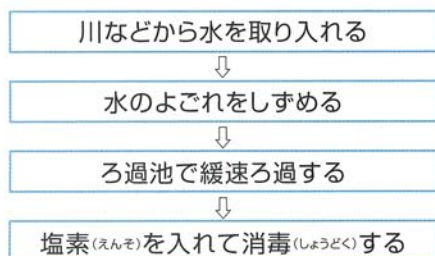 川などから水を取り入れる
⇩
水のよごれをしずめる
⇩
ろ過池で緩速ろ過する
⇩
塩素(えんそ)を入れて消毒(しょうどく)する